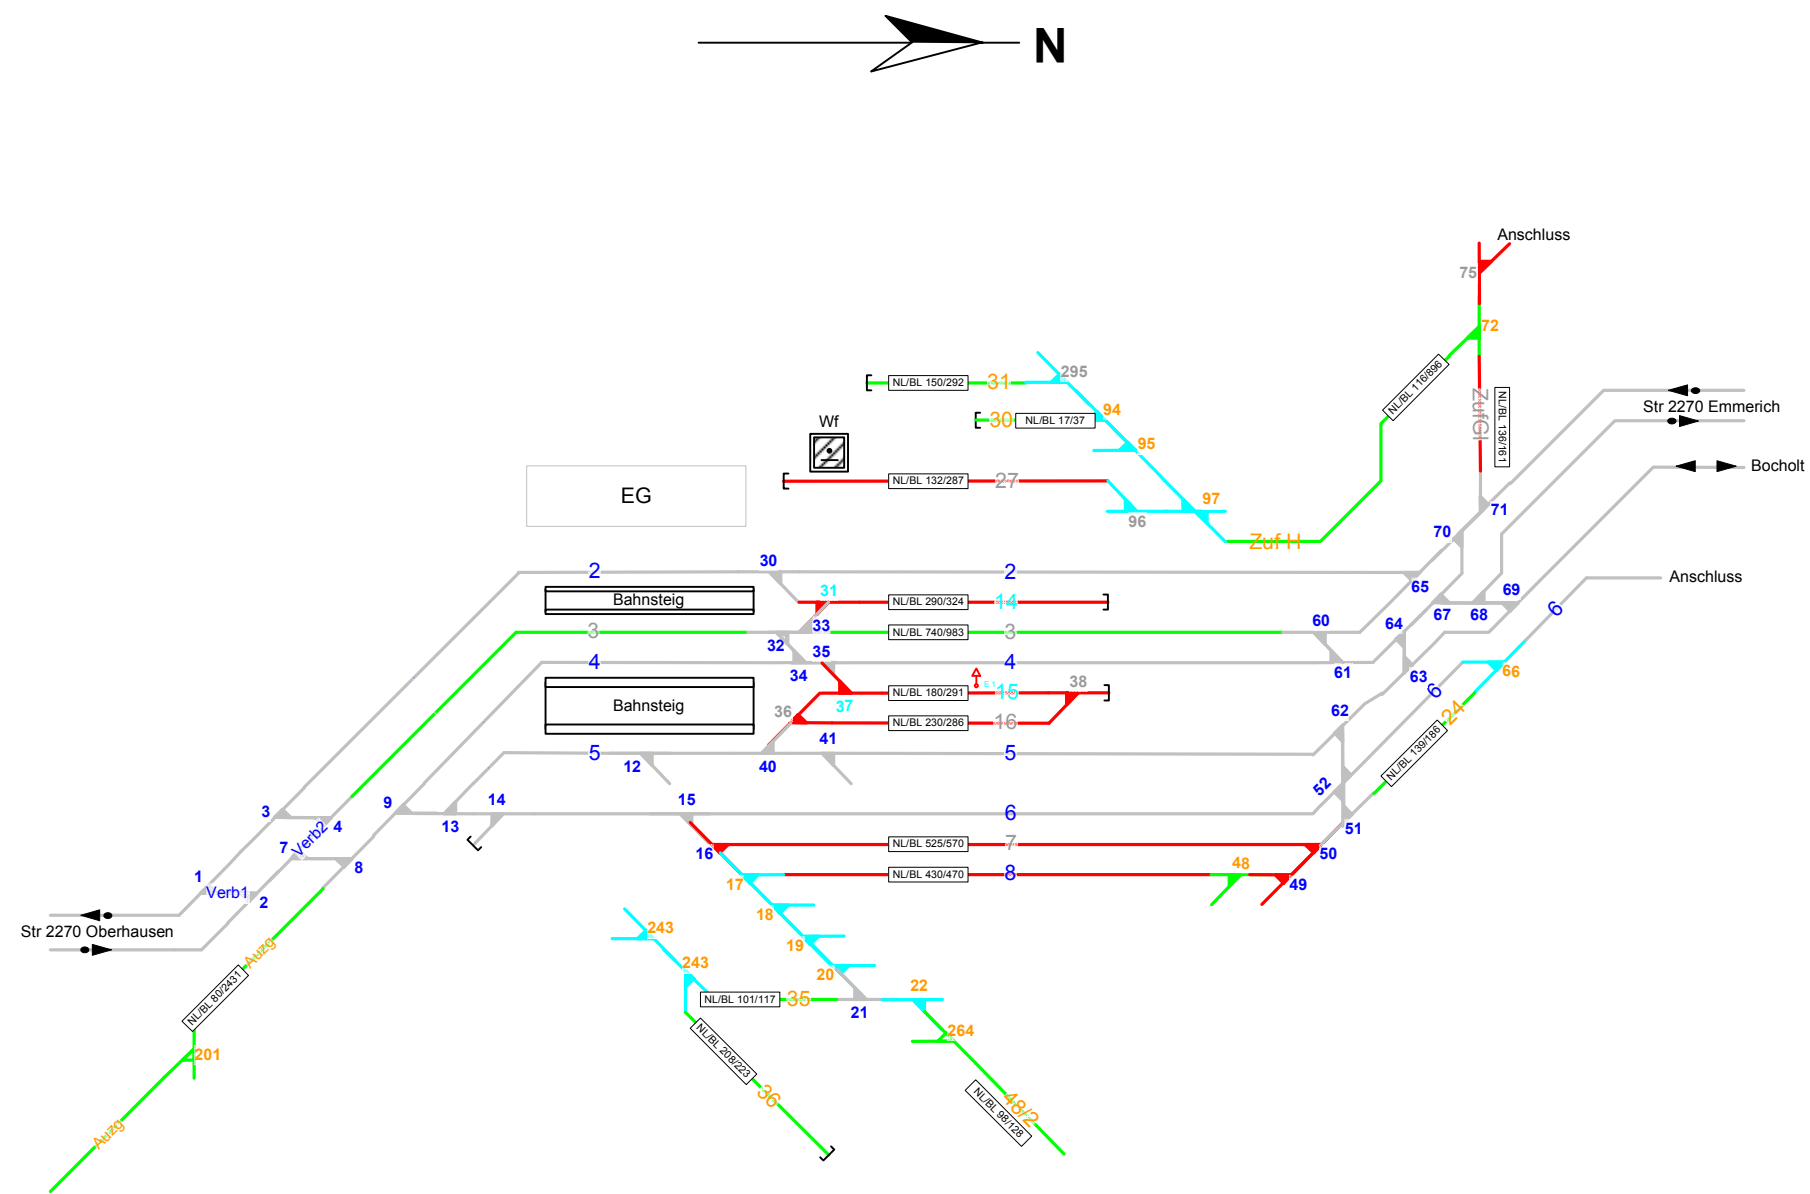 N
Anschluss
75
72
NL/BL 116/896
ZufGl
NL/BL 136/161
Str 2270 Emmerich
Bocholt
Anschluss
NL/BL 150/292
31
295
30
NL/BL 17/37
94
95
Wf
NL/BL 132/287
27
96
97
Zuf H
EG
71
70
2
30
2
65
69
Bahnsteig
31
NL/BL 290/324
14
67
68
6
3
33
NL/BL 740/983
3
60
64
32
35
4
34
4
61
63
66
Bahnsteig
37
NL/BL 180/291
E 1
15
38
6
36
NL/BL 230/286
16
62
24
41
5
12
40
5
NL/BL 139/186
52
3
9
14
15
6
4
13
51
Verb2
7
8
16
NL/BL 525/570
7
50
1
Verb1
2
17
NL/BL 430/470
8
48
49
Str 2270 Oberhausen
18
243
19
Auzg
243
20
22
NL/BL 80/2431
NL/BL 101/117
35
21
264
201
NL/BL 208/223
36
48/2
NL/BL 98/128
Auzg